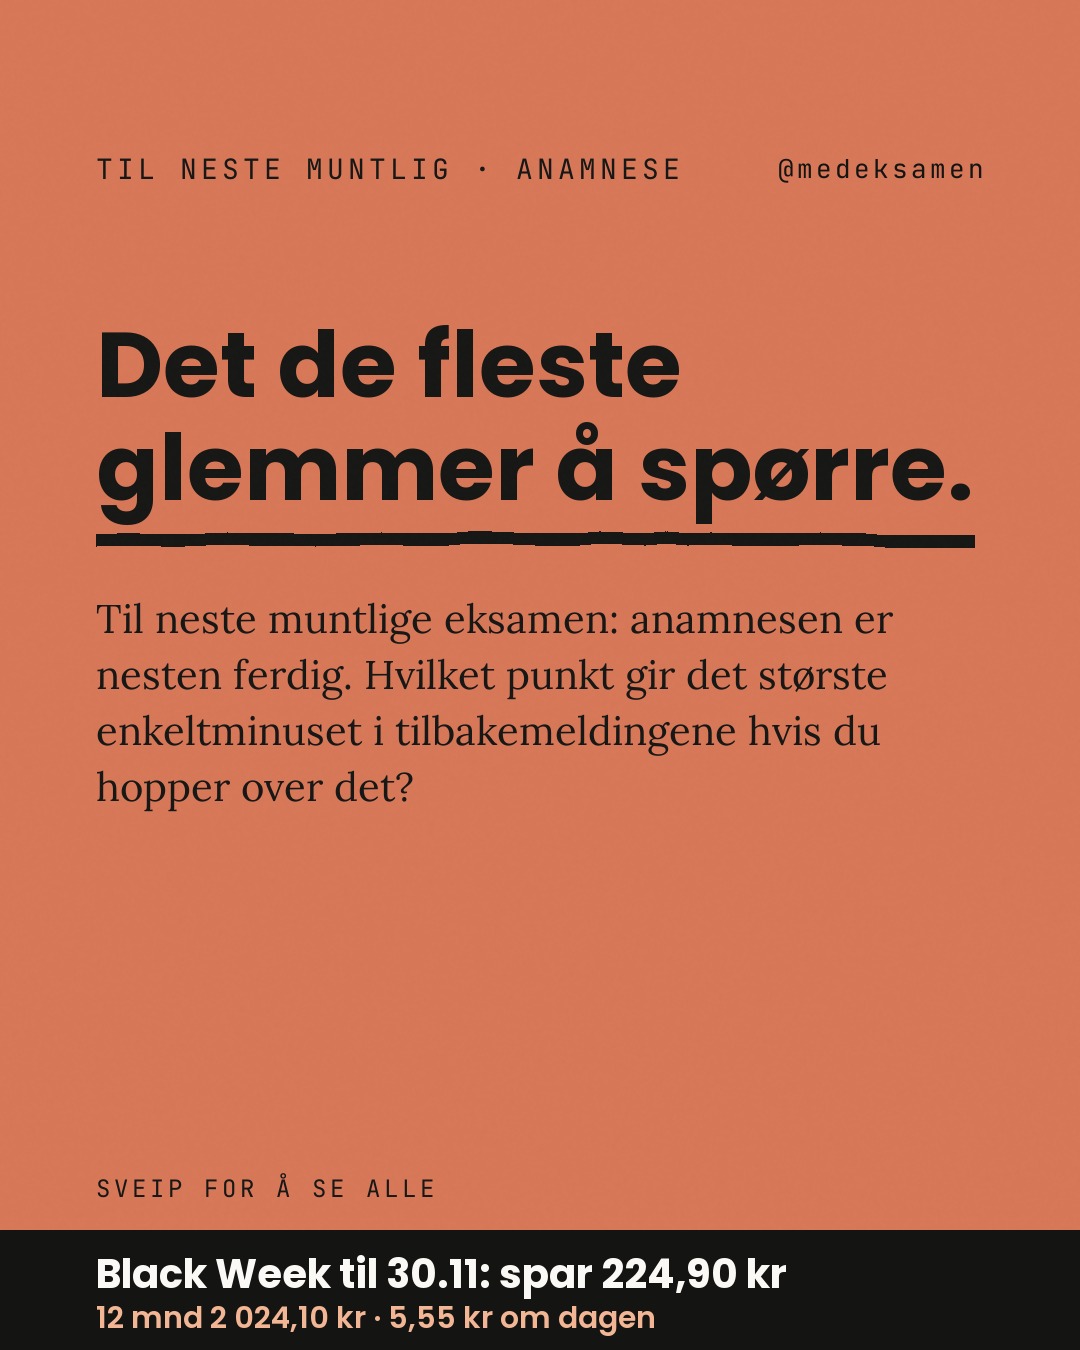 TIL NESTE MUNTLIG · ANAMNESE
@medeksamen
Det de fleste
glemmer å spørre.
Til neste muntlige eksamen: anamnesen er
nesten ferdig. Hvilket punkt gir det største
enkeltminuset i tilbakemeldingene hvis du
hopper over det?
SVEIP FOR Å SE ALLE
Black Week til 30.11: spar 224,90 kr
12 mnd 2 024,10 kr · 5,55 kr om dagen